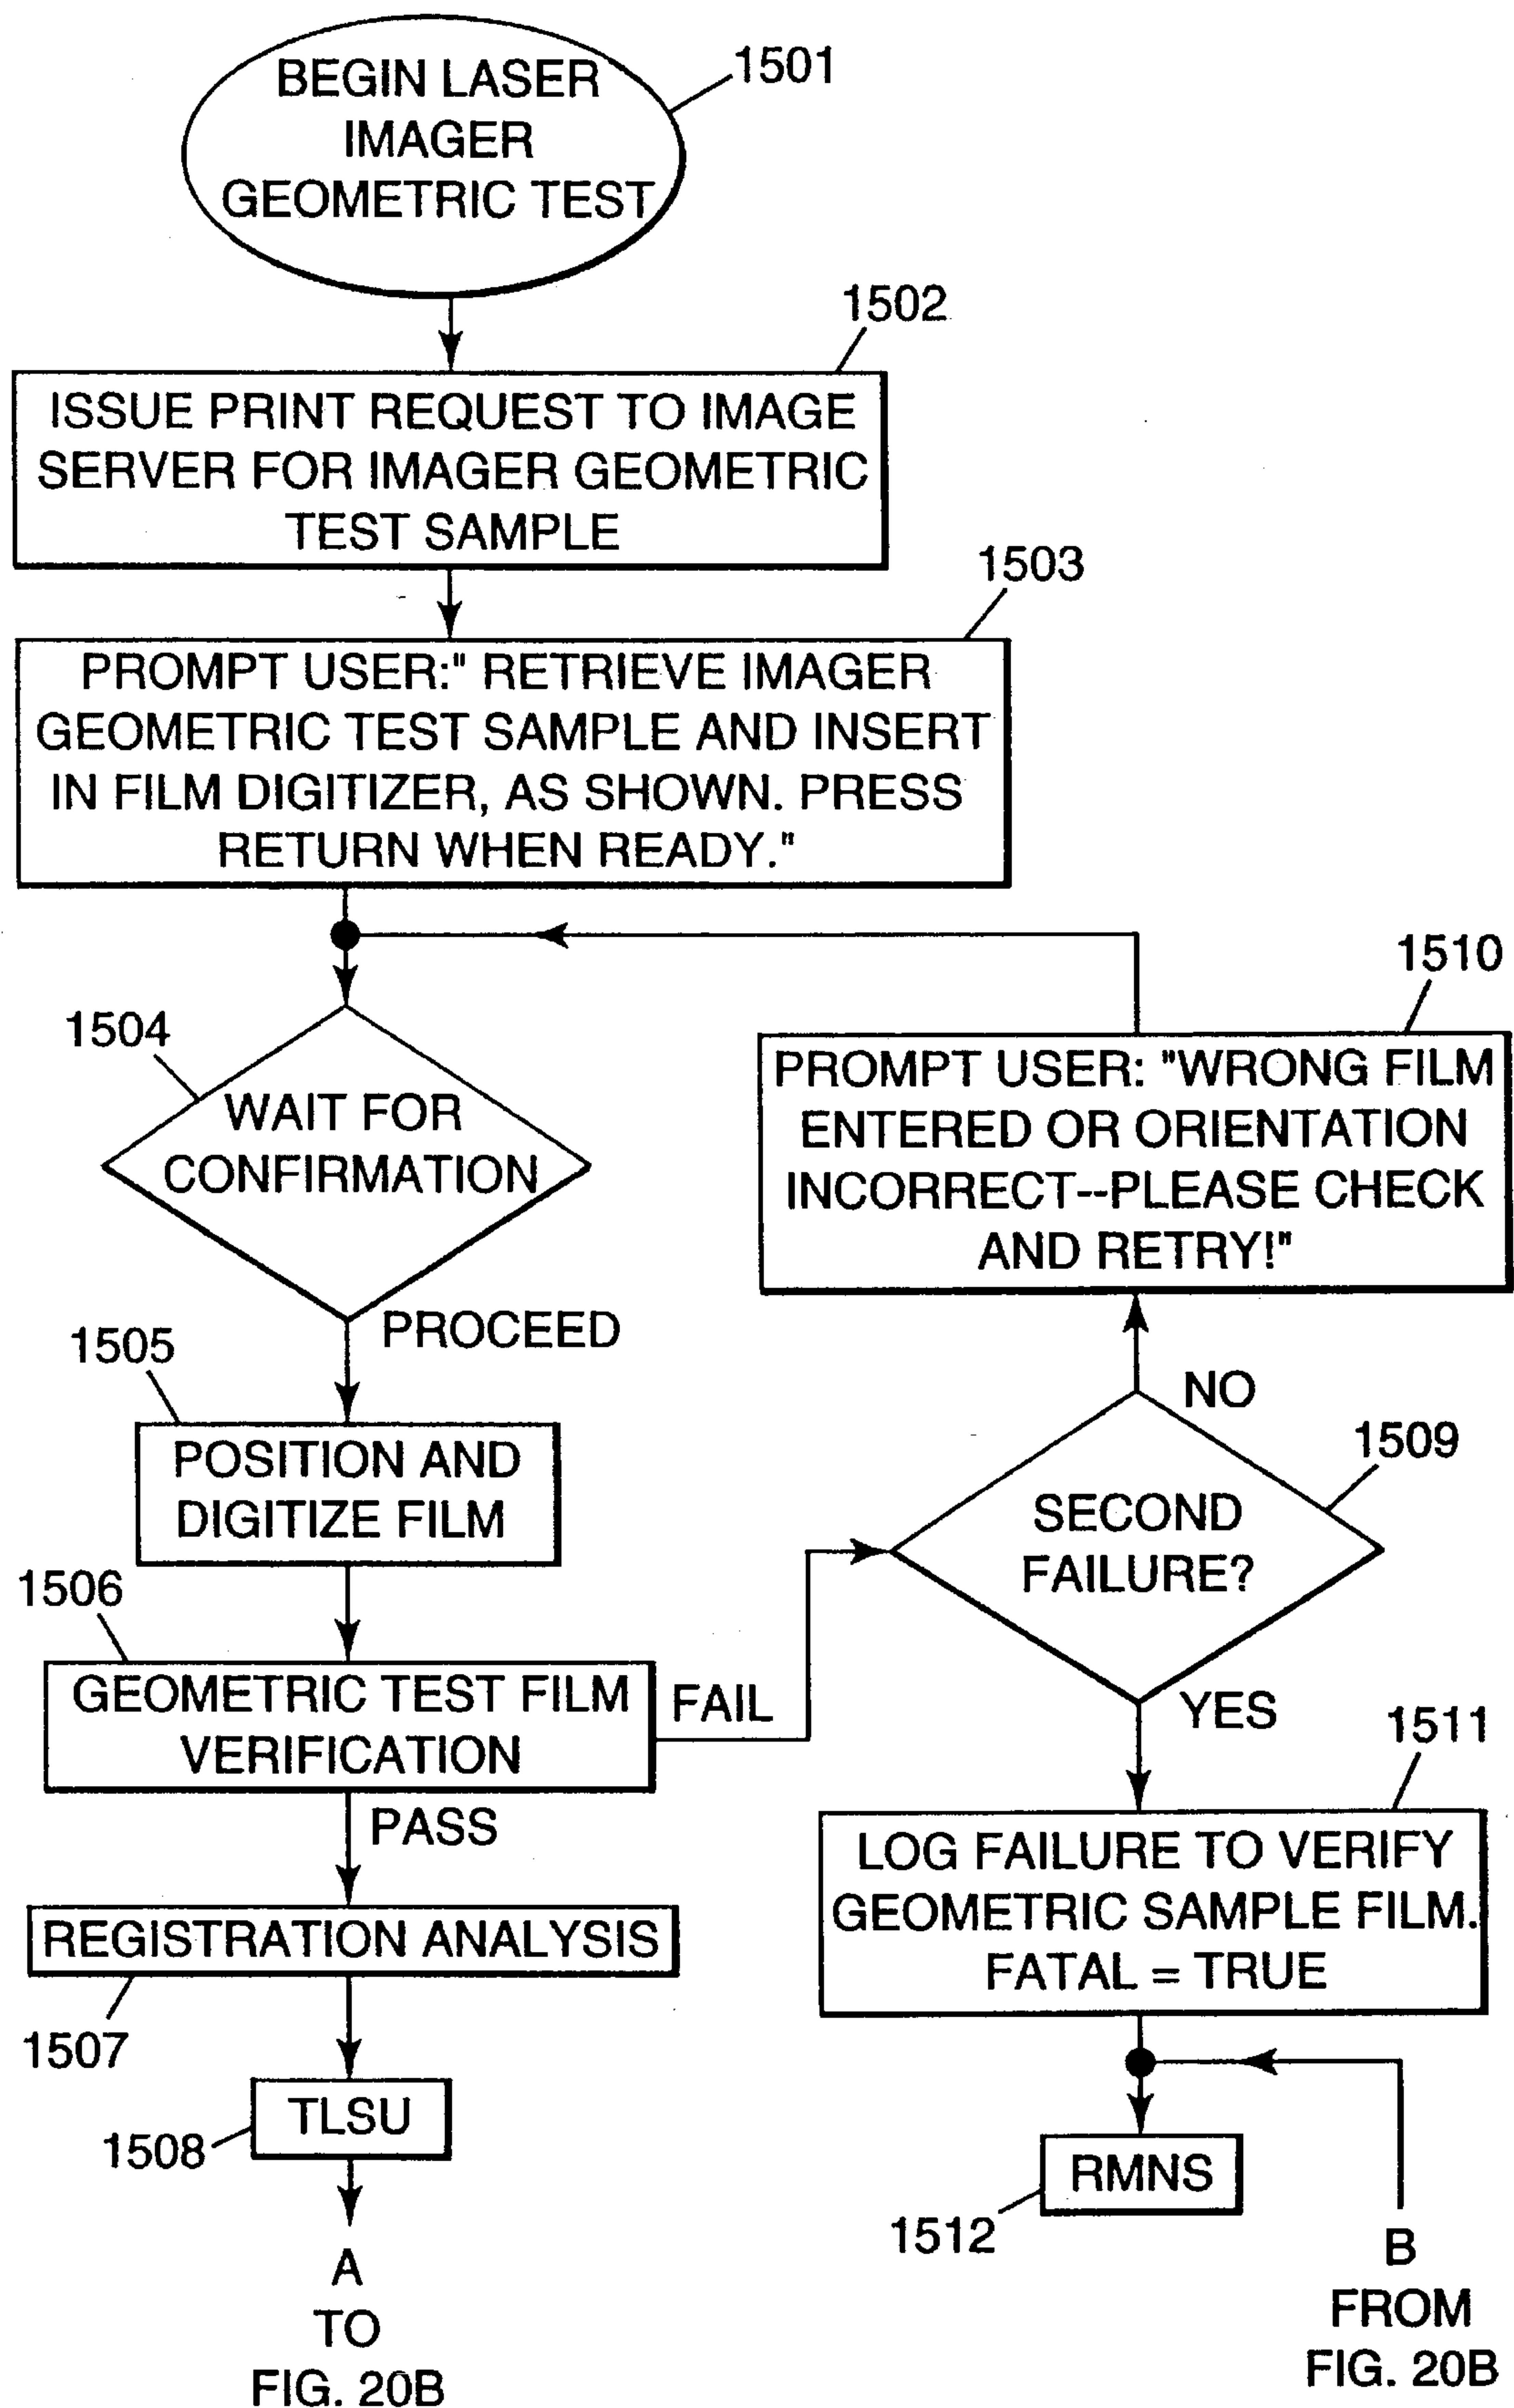 BEGIN LASER
IMAGER
GEOMETRIC TEST
1501
1502
ISSUE PRINT REQUEST TO IMAGE
SERVER FOR IMAGER GEOMETRIC
TEST SAMPLE
1503
PROMPT USER:" RETRIEVE IMAGER
GEOMETRIC TEST SAMPLE AND INSERT
IN FILM DIGITIZER, AS SHOWN. PRESS
RETURN WHEN READY."
1504
WAIT FOR
CONFIRMATION
PROCEED
1505
POSITION AND
DIGITIZE FILM
1506
GEOMETRIC TEST FILM
VERIFICATION
FAIL
PASS
REGISTRATION ANALYSIS
1507
TLSU
1508
A
TO
FIG. 20B
1510
PROMPT USER: "WRONG FILM
ENTERED OR ORIENTATION
INCORRECT--PLEASE CHECK
AND RETRY!"
NO
1509
SECOND
FAILURE?
YES
1511
LOG FAILURE TO VERIFY
GEOMETRIC SAMPLE FILM.
FATAL = TRUE
RMNS
1512
B
FROM
FIG. 20B